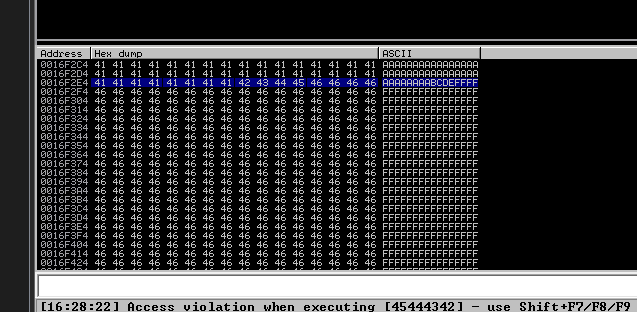 Address Hex dump ASCII
0016F2C4 41 41 41 41 41 41 41 41 41 41 41 41 41 41 41 41 AAAAAAAAAAAAAAAA
0016F2D4 41 41 41 41 41 41 41 41 41 41 41 41 41 41 41 41 AAAAAAAAAAAAAAAA
0016F2E4 41 41 41 41 41 41 41 41 42 43 44 45 46 46 46 46 AAAAAAAABCDEFFFF
0016F2F4 46 46 46 46 46 46 46 46 46 46 46 46 46 46 46 46 FFFFFFFFFFFFFFFF
0016F304 46 46 46 46 46 46 46 46 46 46 46 46 46 46 46 46 FFFFFFFFFFFFFFFF
0016F314 46 46 46 46 46 46 46 46 46 46 46 46 46 46 46 46 FFFFFFFFFFFFFFFF
0016F324 46 46 46 46 46 46 46 46 46 46 46 46 46 46 46 46 FFFFFFFFFFFFFFFF
0016F334 46 46 46 46 46 46 46 46 46 46 46 46 46 46 46 46 FFFFFFFFFFFFFFFF
0016F344 46 46 46 46 46 46 46 46 46 46 46 46 46 46 46 46 FFFFFFFFFFFFFFFF
0016F354 46 46 46 46 46 46 46 46 46 46 46 46 46 46 46 46 FFFFFFFFFFFFFFFF
0016F364 46 46 46 46 46 46 46 46 46 46 46 46 46 46 46 46 FFFFFFFFFFFFFFFF
0016F374 46 46 46 46 46 46 46 46 46 46 46 46 46 46 46 46 FFFFFFFFFFFFFFFF
0016F384 46 46 46 46 46 46 46 46 46 46 46 46 46 46 46 46 FFFFFFFFFFFFFFFF
0016F394 46 46 46 46 46 46 46 46 46 46 46 46 46 46 46 46 FFFFFFFFFFFFFFFF
0016F3A4 46 46 46 46 46 46 46 46 46 46 46 46 46 46 46 46 FFFFFFFFFFFFFFFF
0016F3B4 46 46 46 46 46 46 46 46 46 46 46 46 46 46 46 46 FFFFFFFFFFFFFFFF
0016F3C4 46 46 46 46 46 46 46 46 46 46 46 46 46 46 46 46 FFFFFFFFFFFFFFFF
0016F3D4 46 46 46 46 46 46 46 46 46 46 46 46 46 46 46 46 FFFFFFFFFFFFFFFF
0016F3E4 46 46 46 46 46 46 46 46 46 46 46 46 46 46 46 46 FFFFFFFFFFFFFFFF
0016F3F4 46 46 46 46 46 46 46 46 46 46 46 46 46 46 46 46 FFFFFFFFFFFFFFFF
0016F404 46 46 46 46 46 46 46 46 46 46 46 46 46 46 46 46 FFFFFFFFFFFFFFFF
0016F414 46 46 46 46 46 46 46 46 46 46 46 46 46 46 46 46 FFFFFFFFFFFFFFFF
0016F424 46 46 46 46 46 46 46 46 46 46 46 46 46 46 46 46 FFFFFFFFFFFFFFFF
[16:28:22] Access violation when executing [45444342] - use Shift+F7/F8/F9